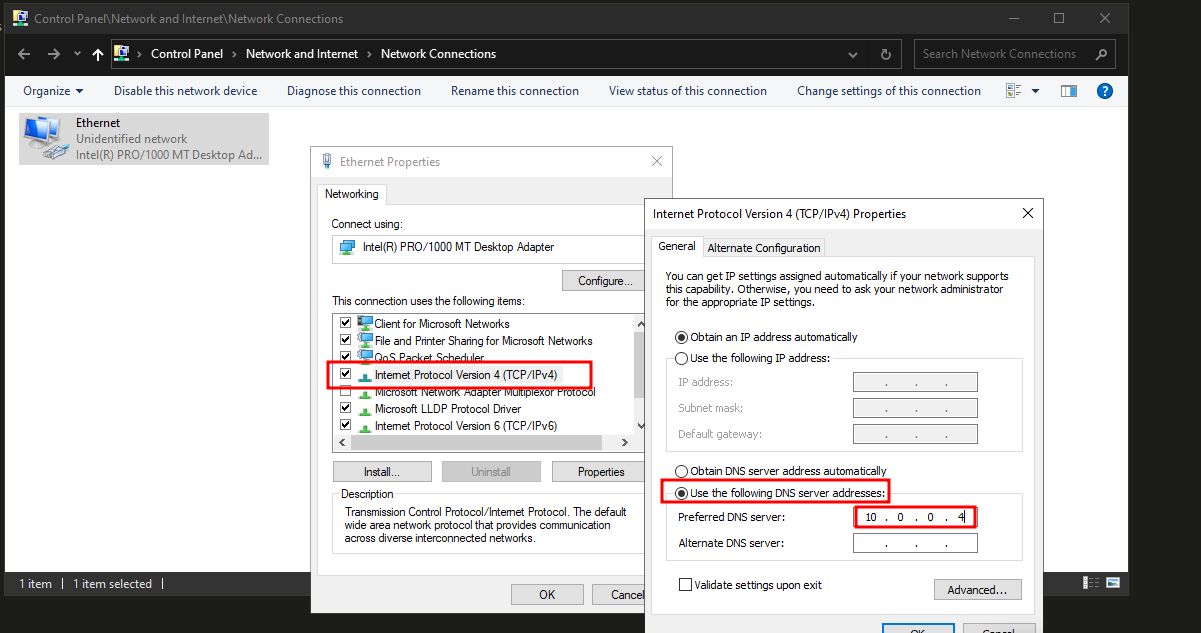 Control Panel\Network and Internet\Network Connections
Control Panel > Network and Internet > Network Connections
Search Network Connections
Organize
Disable this network device
Diagnose this connection
Rename this connection
View status of this connection
Change settings of this connection
?
Ethernet
Unidentified network
Intel(R) PRO/1000 MT Desktop Ad...
Ethernet Properties
Networking
Connect using:
Intel(R) PRO/1000 MT Desktop Adapter
Configure...
This connection uses the following items:
Client for Microsoft Networks
File and Printer Sharing for Microsoft Networks
QoS Packet Scheduler
Internet Protocol Version 4 (TCP/IPv4)
Microsoft Network Adapter Multiplexor Protocol
Microsoft LLDP Protocol Driver
Internet Protocol Version 6 (TCP/IPv6)
Install...
Uninstall
Properties
Description
Transmission Control Protocol/Internet Protocol. The default
wide area network protocol that provides communication
across diverse interconnected networks.
OK
Cancel
Internet Protocol Version 4 (TCP/IPv4) Properties
General
Alternate Configuration
You can get IP settings assigned automatically if your network supports
this capability. Otherwise, you need to ask your network administrator
for the appropriate IP settings.
Obtain an IP address automatically
Use the following IP address:
IP address: . . .
Subnet mask: . . .
Default gateway: . . .
Obtain DNS server address automatically
Use the following DNS server addresses:
Preferred DNS server: 10 . 0 . 0 . 4
Alternate DNS server: . . .
Validate settings upon exit
Advanced...
OK
Cancel
1 item
1 item selected